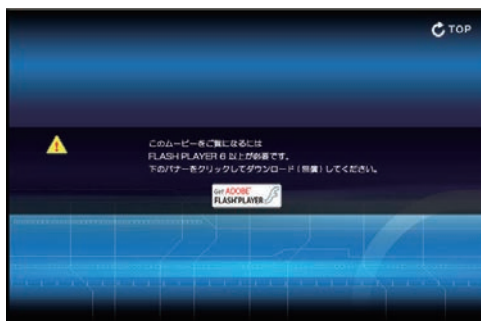 TOP
このムービーをご覧になるには
FLASH PLAYER 6 以上が必要です。
下のバナーをクリックしてダウンロード(無償)してください。
Get ADOBE
FLASH PLAYER